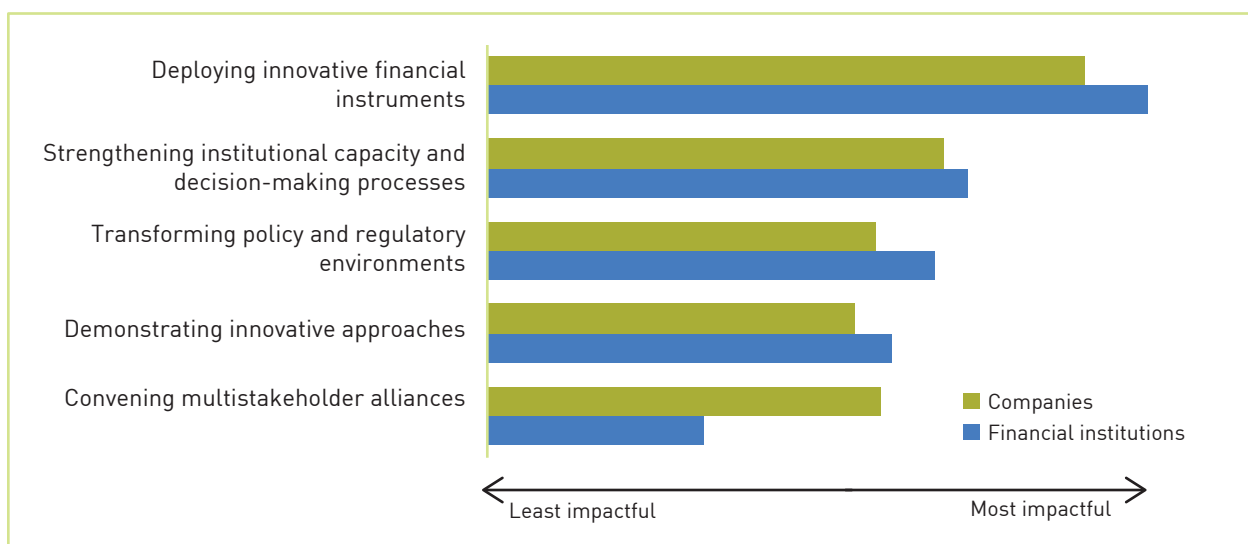 Deploying innovative financial
instruments
Strengthening institutional capacity and
decision-making processes
Transforming policy and regulatory
environments
Demonstrating innovative approaches
Convening multistakeholder alliances
Companies
Financial institutions
Least impactful
Most impactful